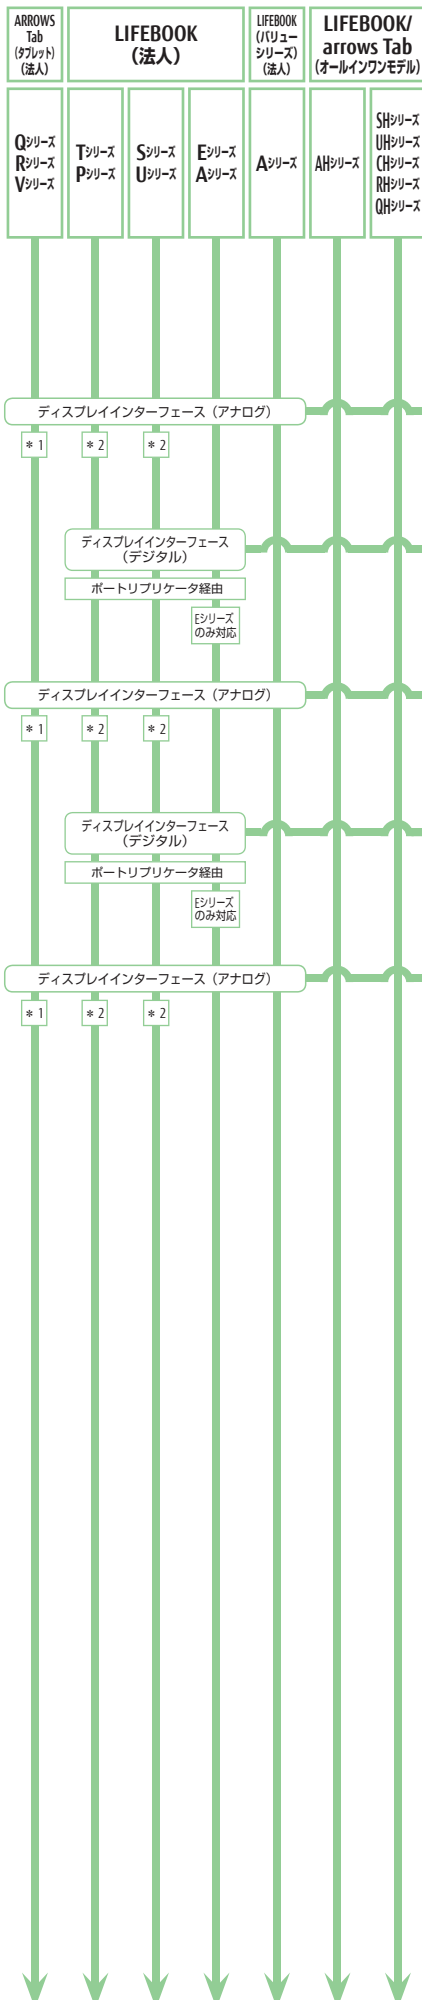 ARROWS
Tab
(タブレット)
(法人)
LIFEBOOK
(法人)
LIFEBOOK
(バリュー
シリーズ)
(法人)
LIFEBOOK/
arrows Tab
(オールインワンモデル)
Qシリーズ
Rシリーズ
Vシリーズ
Tシリーズ
Pシリーズ
Sシリーズ
Uシリーズ
Eシリーズ
Aシリーズ
Aシリーズ
AHシリーズ
SHシリーズ
UHシリーズ
CHシリーズ
RHシリーズ
QHシリーズ
ディスプレイインターフェース（アナログ）
＊1 ＊2 ＊2
ディスプレイインターフェース
（デジタル）
ポートリプリケータ経由
Eシリーズ
のみ対応
ディスプレイインターフェース（アナログ）
＊1 ＊2 ＊2
ディスプレイインターフェース
（デジタル）
ポートリプリケータ経由
Eシリーズ
のみ対応
ディスプレイインターフェース（アナログ）
＊1 ＊2 ＊2